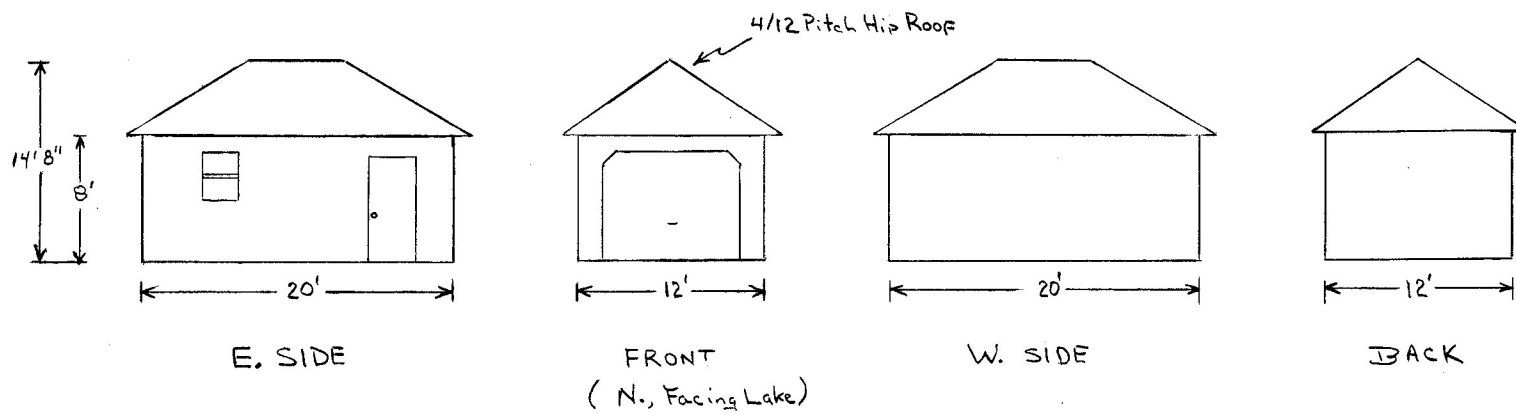 4/12 Pitch Hip Roof
14' 8"
8'
20'
12'
20'
12'
E. SIDE
FRONT
W. SIDE
BACK
( N., Facing Lake)